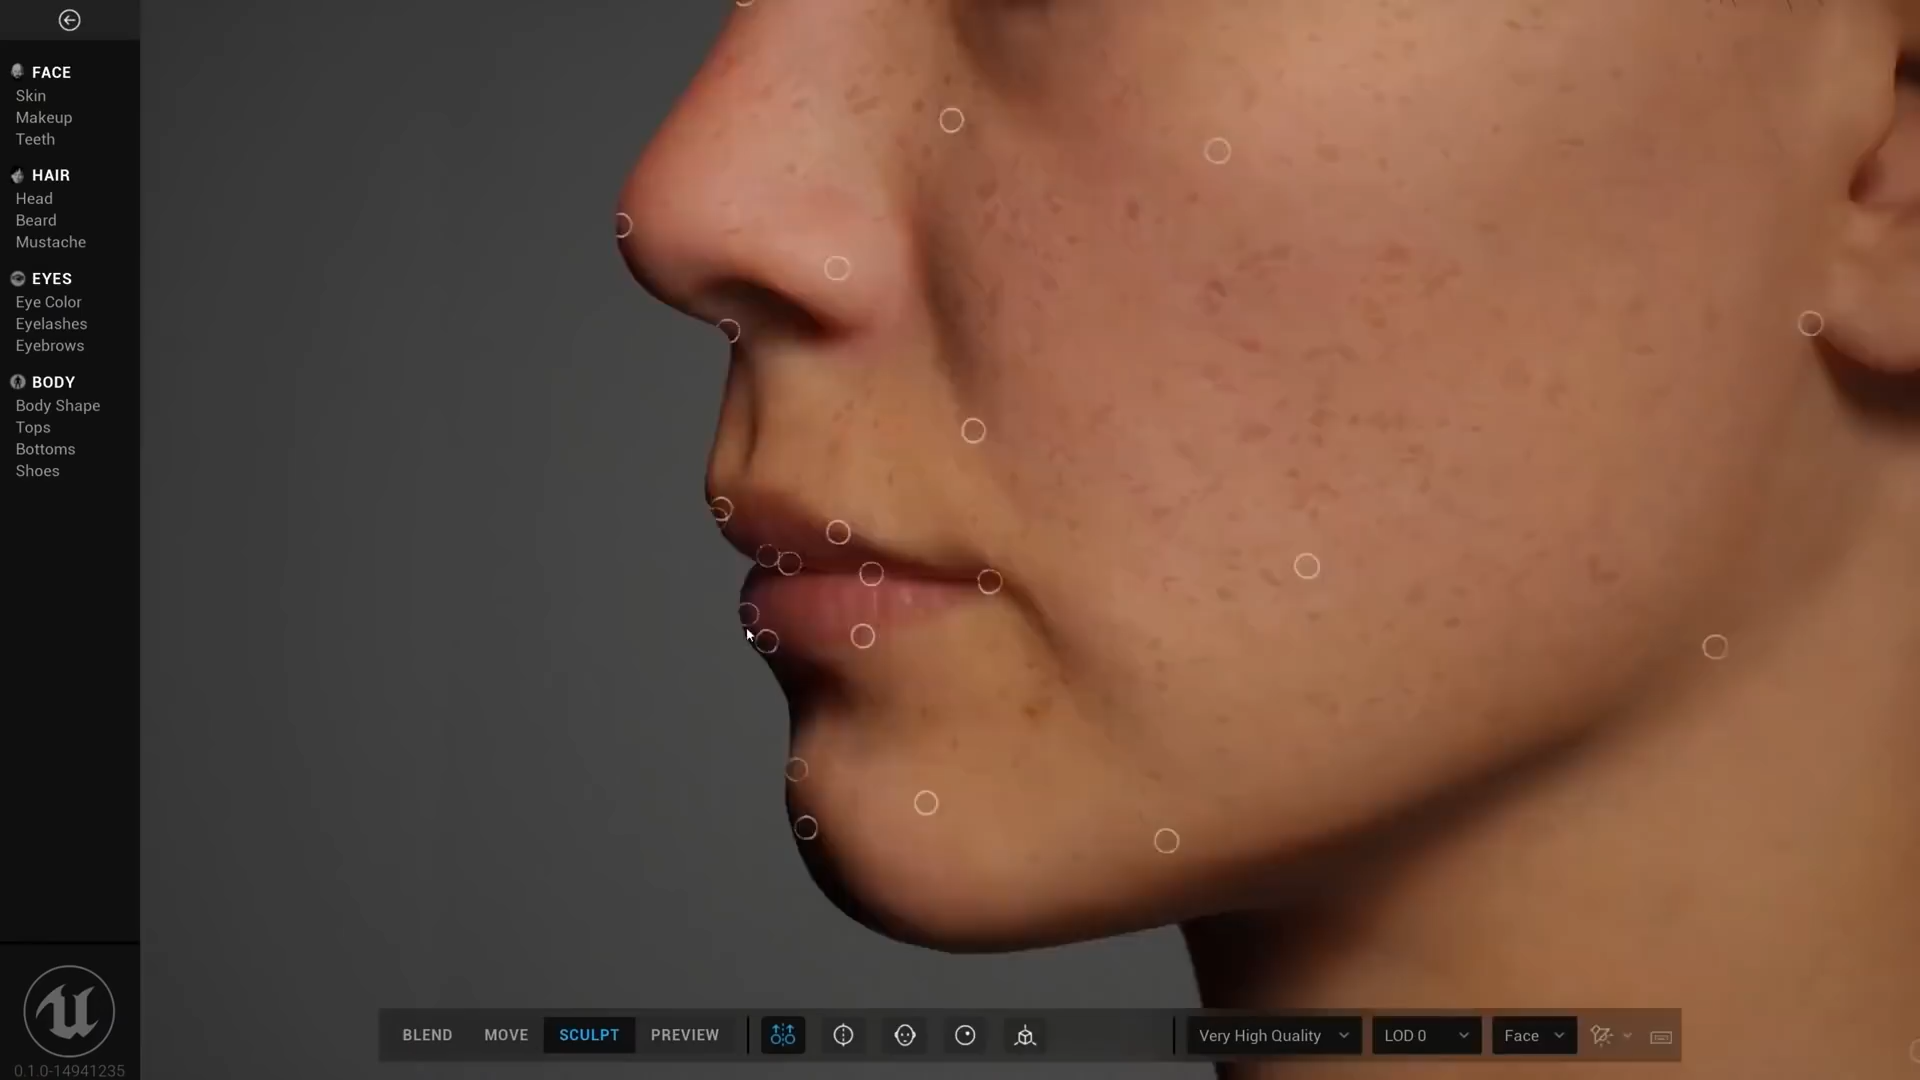 FACE
Skin
Makeup
Teeth
HAIR
Head
Beard
Mustache
EYES
Eye Color
Eyelashes
Eyebrows
BODY
Body Shape
Tops
Bottoms
Shoes
BLEND MOVE SCULPT PREVIEW Very High Quality LOD 0 Face
0.1.0-14941235